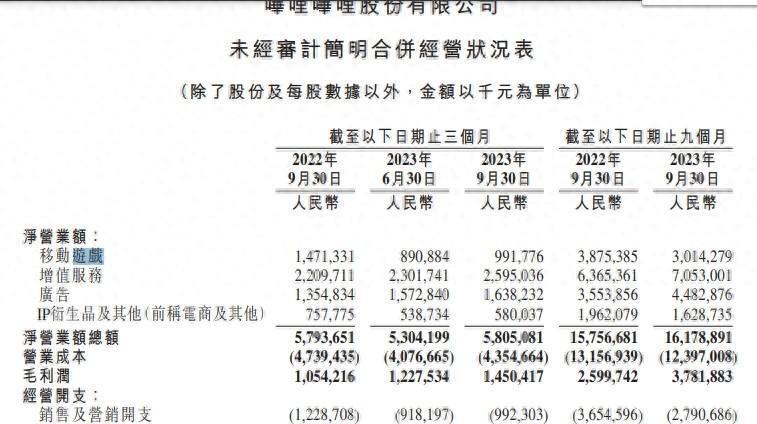 嗶哩嗶哩股份有限公司
未經審計簡明合併經營狀況表
（除了股份及每股數據以外，金額以千元為單位）
截至以下日期止三個月 截至以下日期止九個月
2022年 2023年 2023年 2022年 2023年
9月30日 6月30日 9月30日 9月30日 9月30日
人民幣 人民幣 人民幣 人民幣 人民幣
淨營業額：
移動遊戲 1,471,331 890,884 991,776 3,875,385 3,014,279
增值服務 2,209,711 2,301,741 2,595,036 6,365,361 7,053,001
廣告 1,354,834 1,572,840 1,638,232 3,553,856 4,482,876
IP衍生品及其他（前稱電商及其他） 757,775 538,734 580,037 1,962,079 1,628,735
淨營業額總額 5,793,651 5,304,199 5,805,081 15,756,681 16,178,891
營業成本 (4,739,435) (4,076,665) (4,354,664) (13,156,939) (12,397,008)
毛利潤 1,054,216 1,227,534 1,450,417 2,599,742 3,781,883
經營開支：
銷售及營銷開支 (1,228,708) (918,197) (992,303) (3,654,596) (2,790,686)